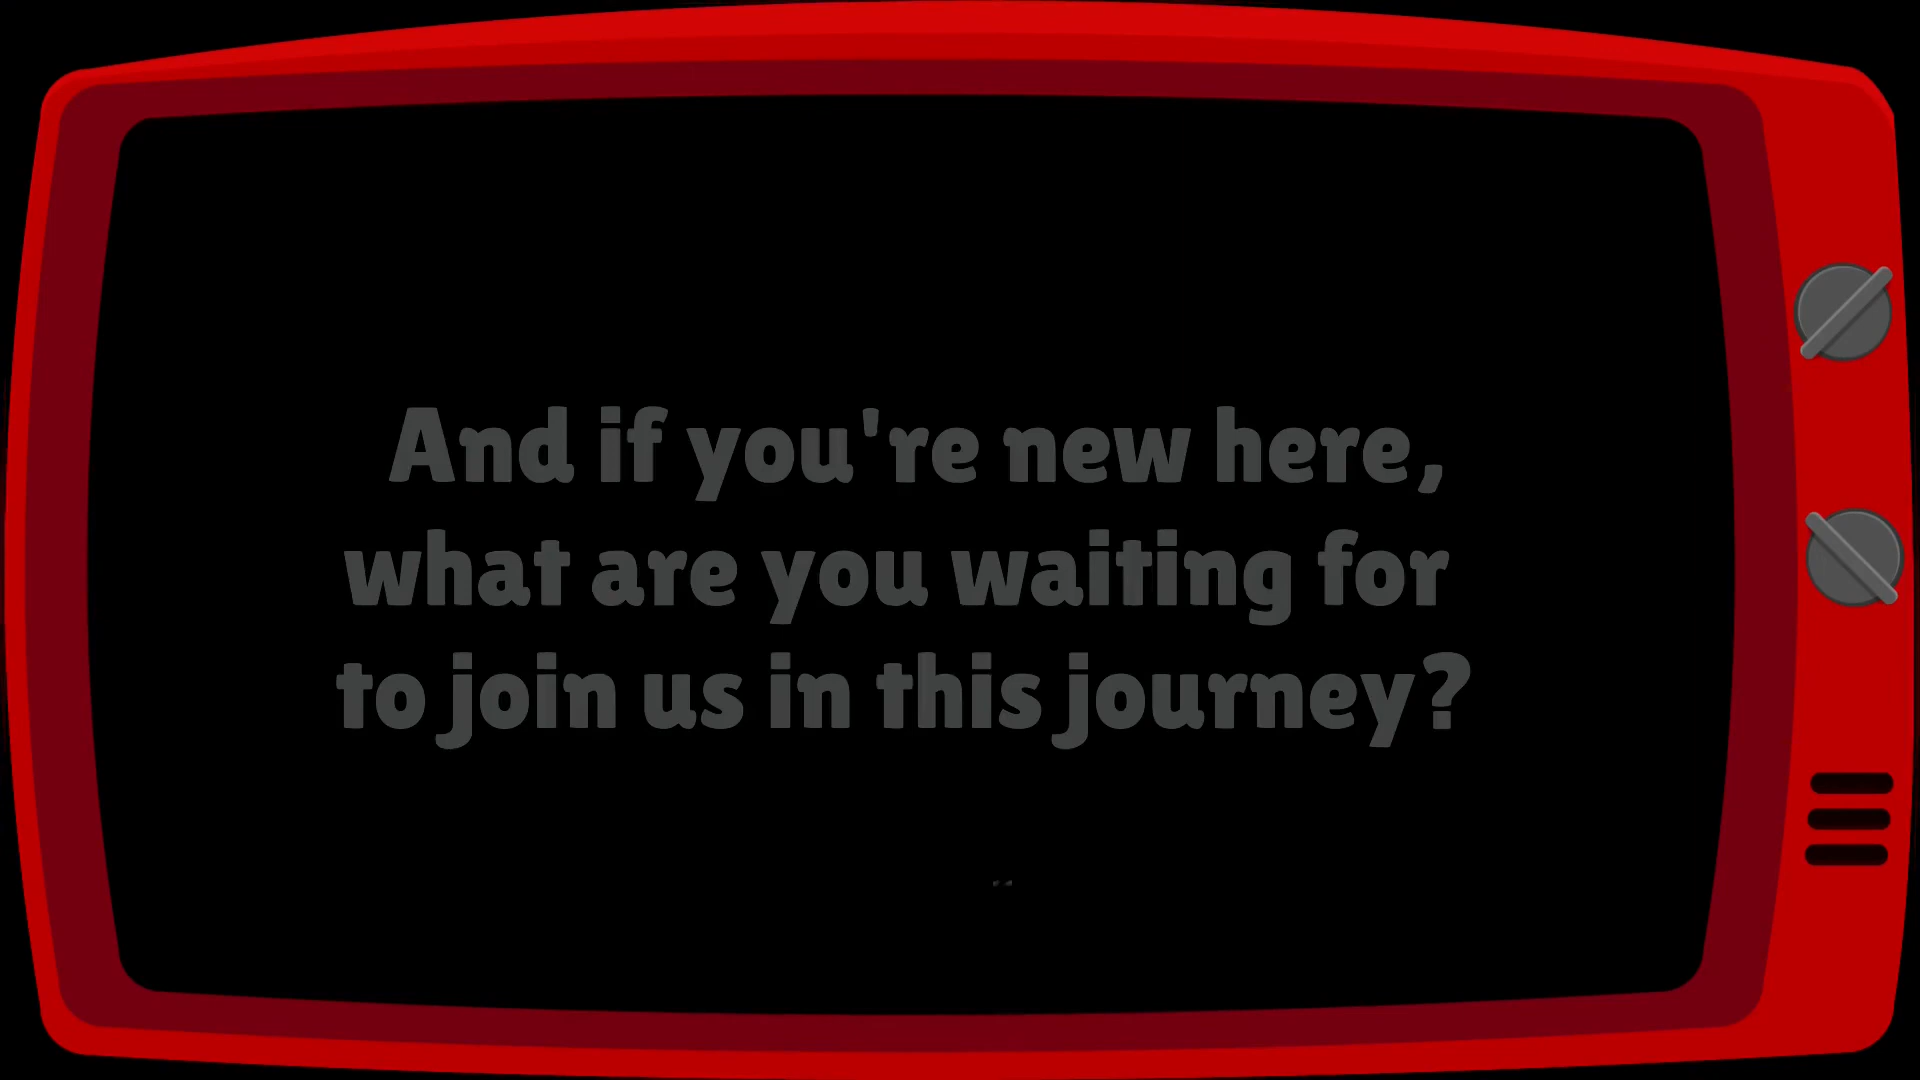 And if you're new here,
what are you waiting for
to join us in this journey?